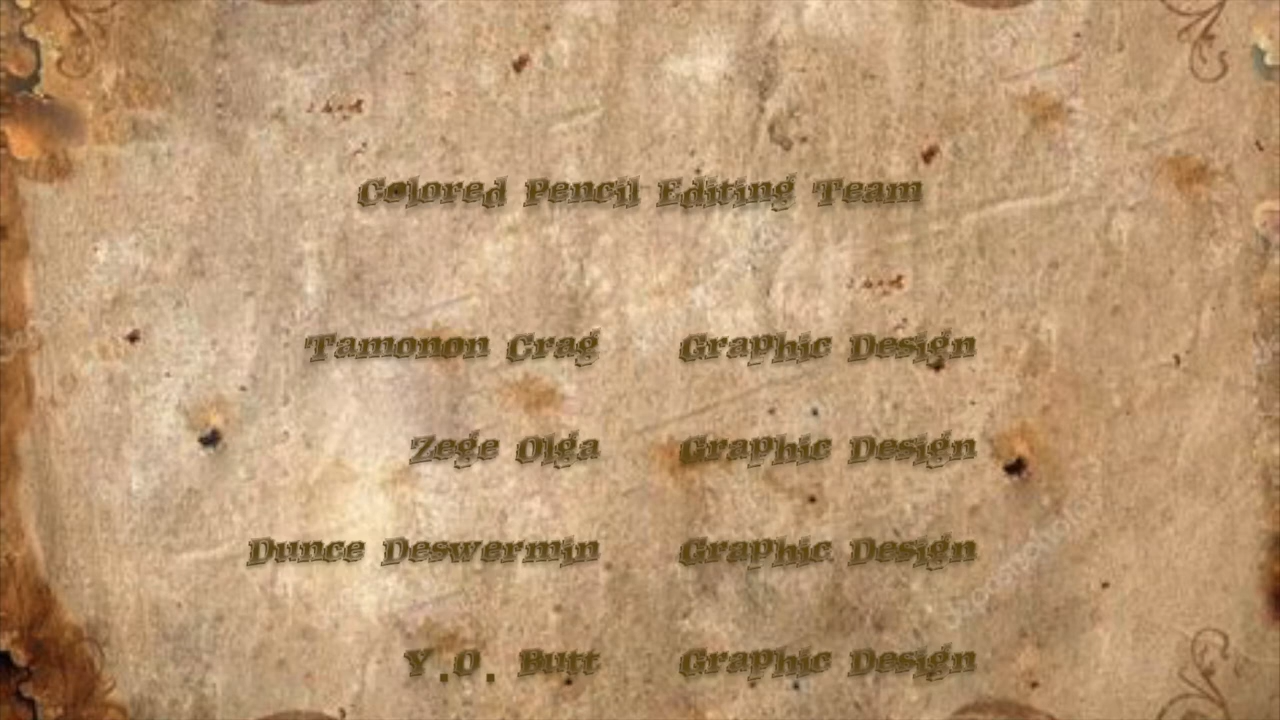 Colored Pencil Editing Team
Tamonon Crag Graphic Design
Zege Olga Graphic Design
Dunce Deswermin Graphic Design
Y.O. Butt Graphic Design